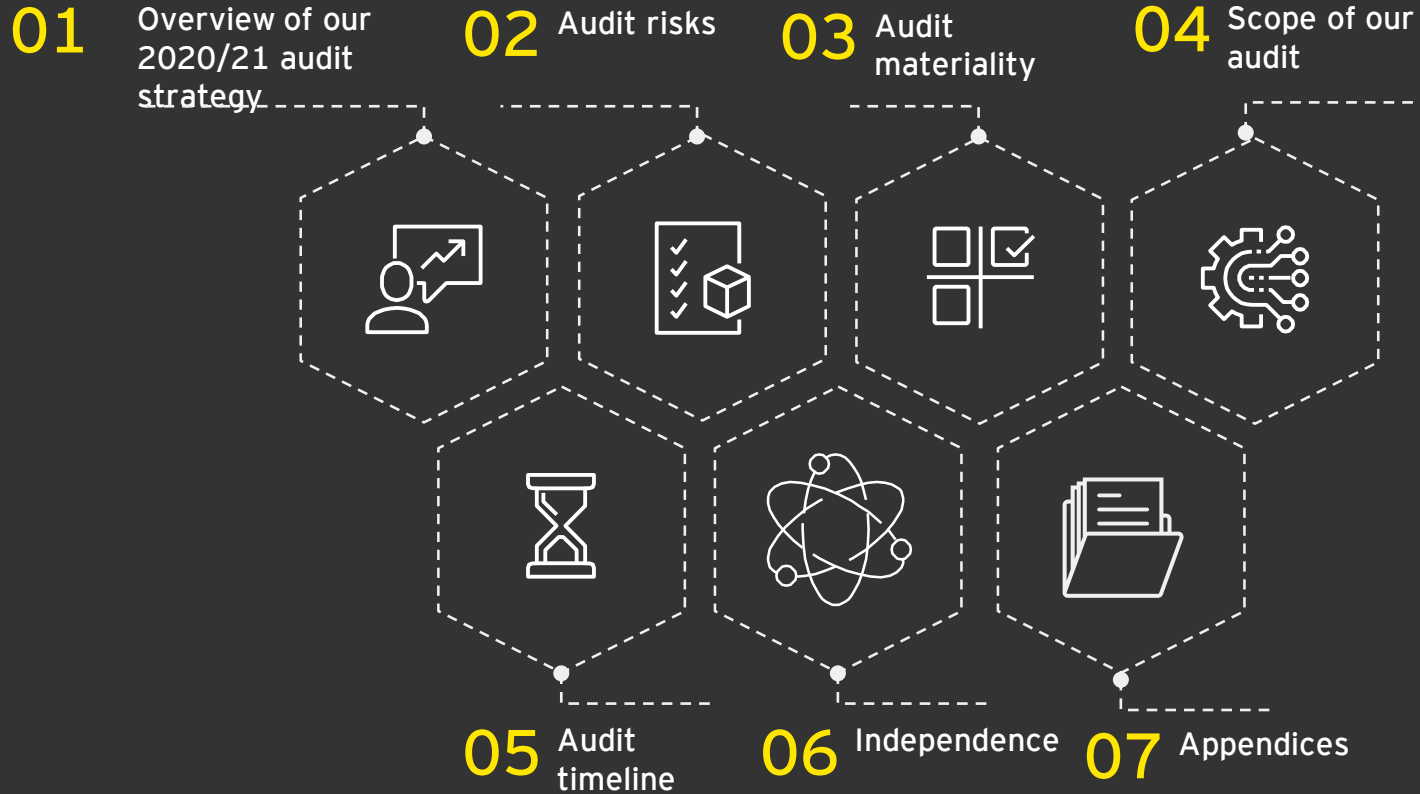 01
Overview of our
2020/21 audit
strategy
02
Audit risks
03
Audit
materiality
04
Scope of our
audit
05
Audit
timeline
06
Independence
07
Appendices